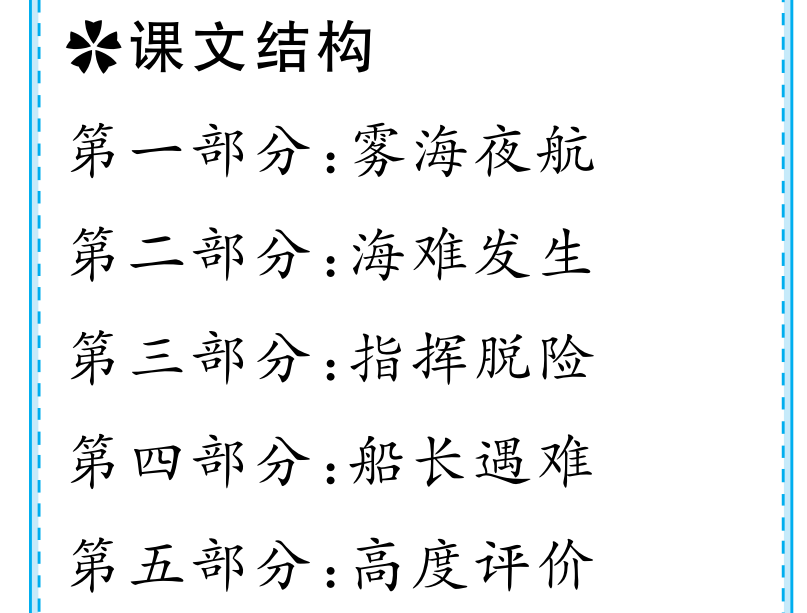 课文结构
第一部分:雾海夜航
第二部分:海难发生
第三部分:指挥脱险
第四部分:船长遇难
第五部分:高度评价